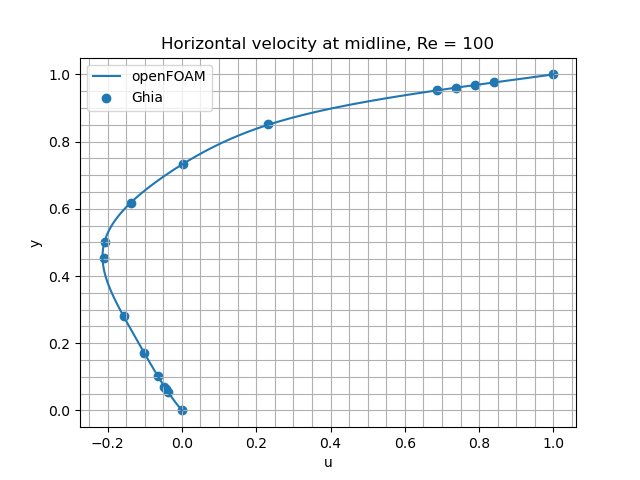 Horizontal velocity at midline, Re = 100
openFOAM
Ghia
y
1.0
0.8
0.6
0.4
0.2
0.0
−0.2 0.0 0.2 0.4 0.6 0.8 1.0
u